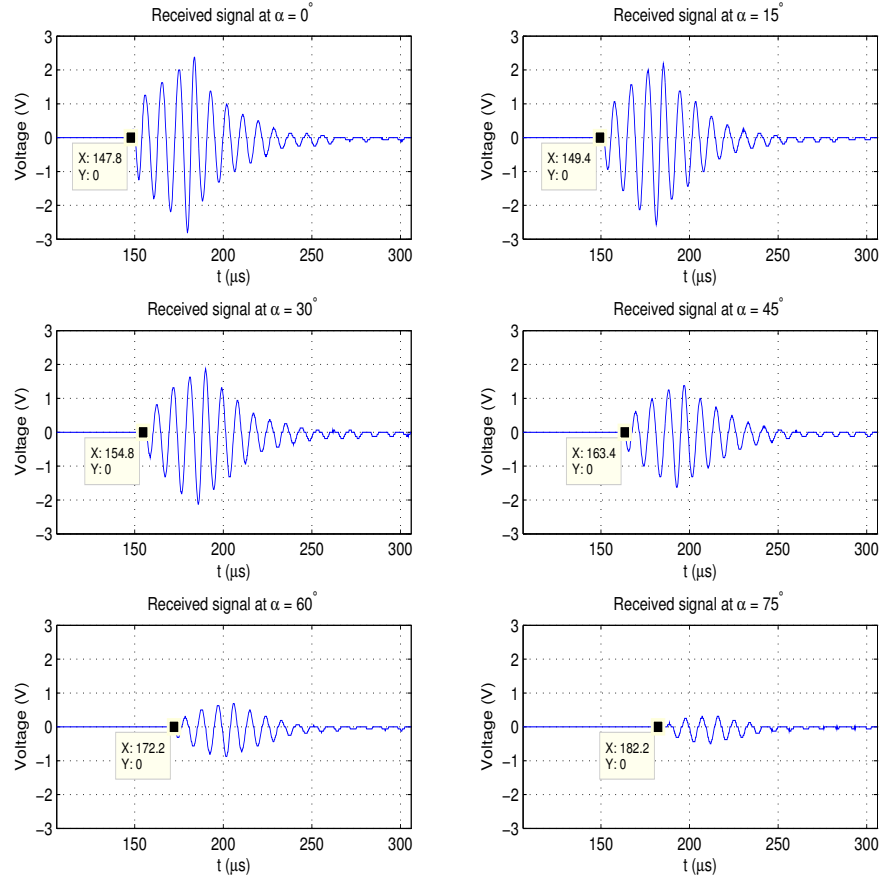 Received signal at α = 0°
Voltage (V)
3
2
1
0
−1
−2
−3
X: 147.8
Y: 0
150
200
250
300
t (μs)
Received signal at α = 15°
Voltage (V)
3
2
1
0
−1
−2
−3
X: 149.4
Y: 0
150
200
250
300
t (μs)
Received signal at α = 30°
Voltage (V)
3
2
1
0
−1
−2
−3
X: 154.8
Y: 0
150
200
250
300
t (μs)
Received signal at α = 45°
Voltage (V)
3
2
1
0
−1
−2
−3
X: 163.4
Y: 0
150
200
250
300
t (μs)
Received signal at α = 60°
Voltage (V)
3
2
1
0
−1
−2
−3
X: 172.2
Y: 0
150
200
250
300
t (μs)
Received signal at α = 75°
Voltage (V)
3
2
1
0
−1
−2
−3
X: 182.2
Y: 0
150
200
250
300
t (μs)